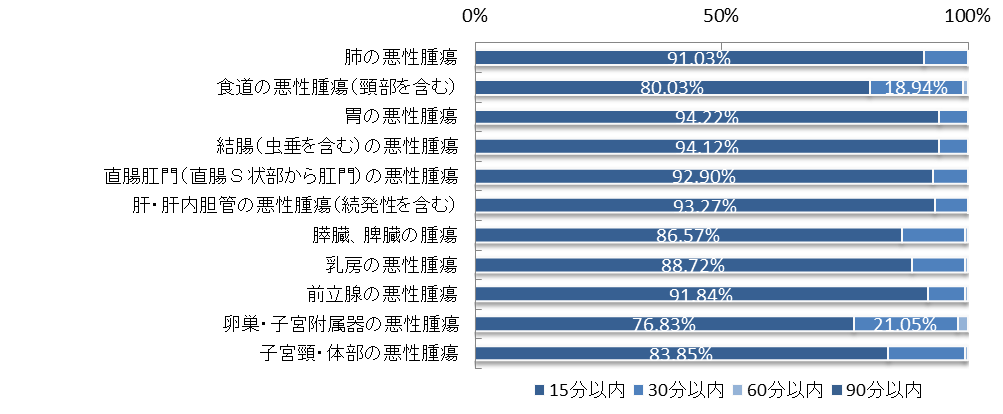 0% 50% 100%
肺の悪性腫瘍 91.03%
食道の悪性腫瘍(頸部を含む) 80.03% 18.94%
胃の悪性腫瘍 94.22%
結腸(虫垂を含む)の悪性腫瘍 94.12%
直腸肛門(直腸S状部から肛門)の悪性腫瘍 92.90%
肝・肝内胆管の悪性腫瘍(続発性を含む) 93.27%
膵臓、脾臓の腫瘍 86.57%
乳房の悪性腫瘍 88.72%
前立腺の悪性腫瘍 91.84%
卵巣・子宮附属器の悪性腫瘍 76.83% 21.05%
子宮頸・体部の悪性腫瘍 83.85%
15分以内 30分以内 60分以内 90分以内